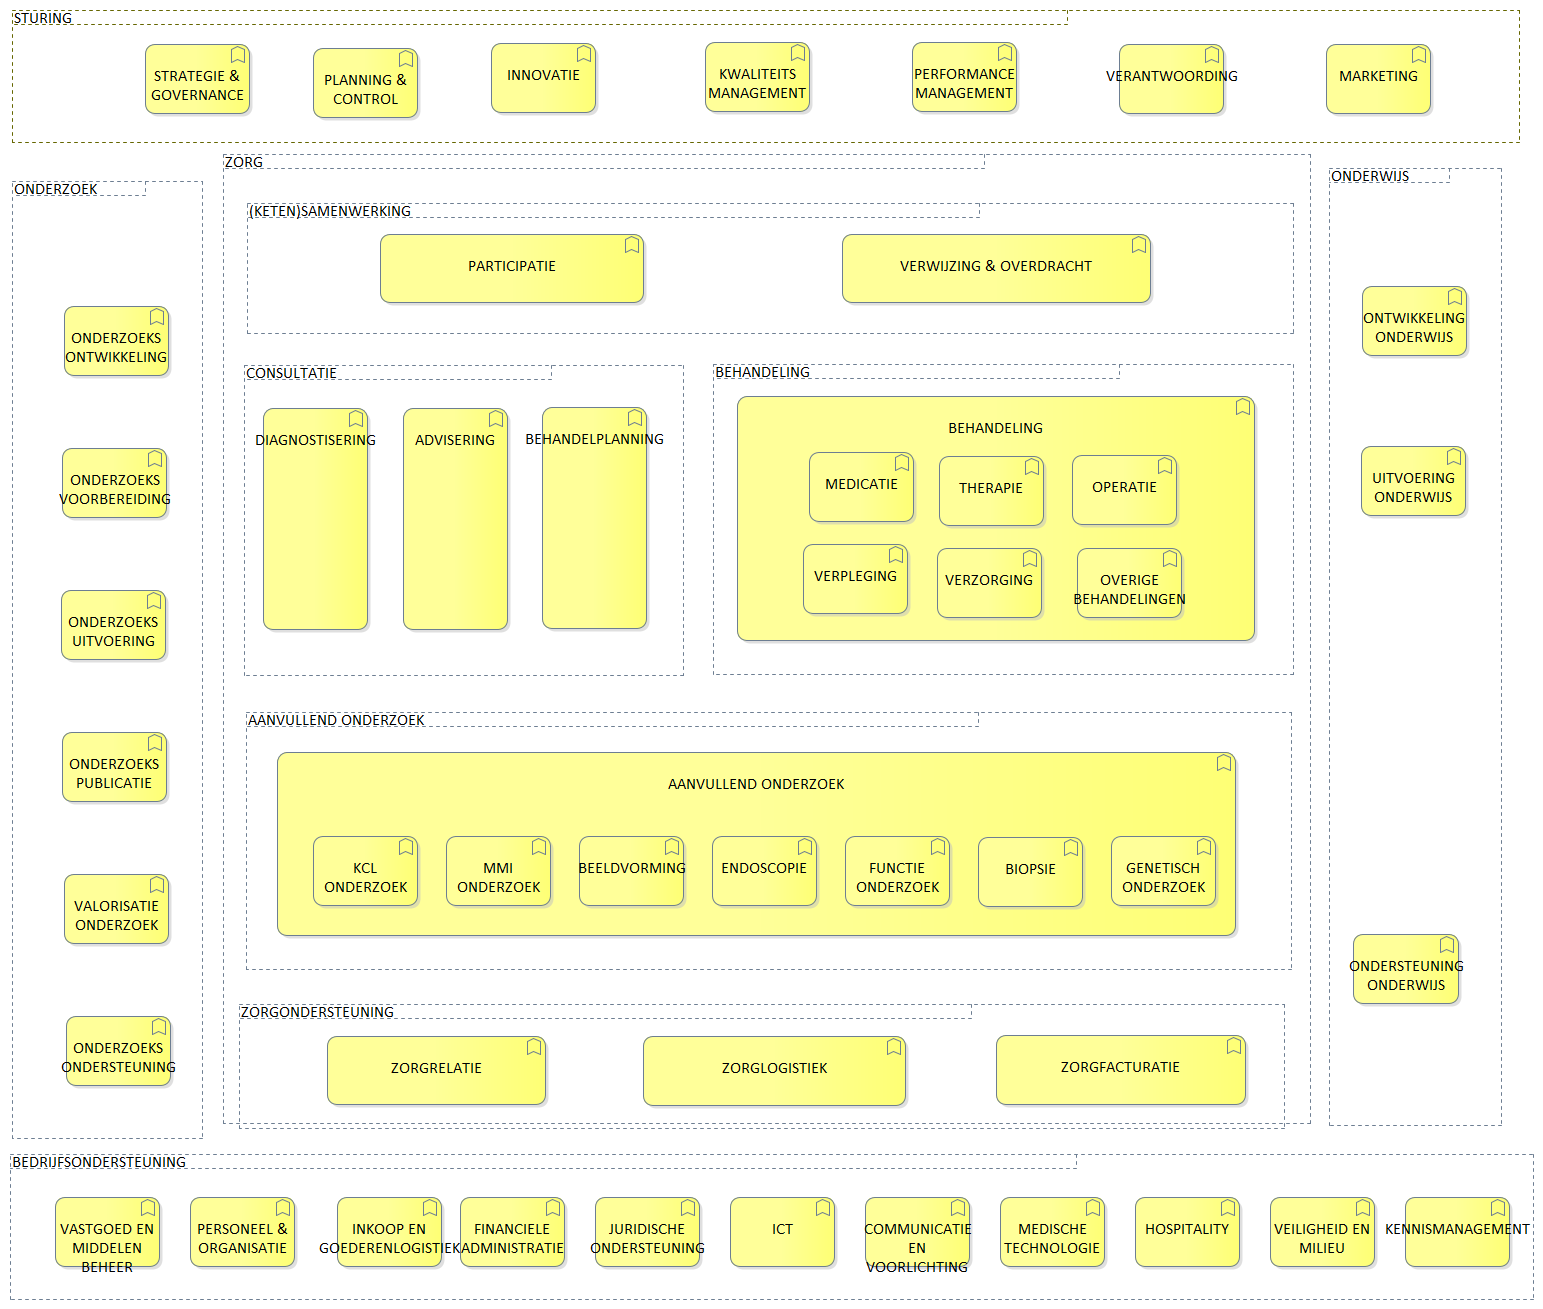 STURING
STRATEGIE &
GOVERNANCE
PLANNING &
CONTROL
INNOVATIE
KWALITEITS
MANAGEMENT
PERFORMANCE
MANAGEMENT
VERANTWOORDING
MARKETING
ONDERZOEK
ONDERZOEKS
ONTWIKKELING
ONDERZOEKS
VOORBEREIDING
ONDERZOEKS
UITVOERING
ONDERZOEKS
PUBLICATIE
VALORISATIE
ONDERZOEK
ONDERZOEKS
ONDERSTEUNING
ZORG
(KETEN)SAMENWERKING
PARTICIPATIE
VERWIJZING & OVERDRACHT
CONSULTATIE
DIAGNOSTISERING
ADVISERING
BEHANDELPLANNING
BEHANDELING
BEHANDELING
MEDICATIE
THERAPIE
OPERATIE
VERPLEGING
VERZORGING
OVERIGE
BEHANDELINGEN
AANVULLEND ONDERZOEK
AANVULLEND ONDERZOEK
KCL
ONDERZOEK
MMI
ONDERZOEK
BEELDVORMING
ENDOSCOPIE
FUNCTIE
ONDERZOEK
BIOPSIE
GENETISCH
ONDERZOEK
ZORGONDERSTEUNING
ZORGRELATIE
ZORGLOGISTIEK
ZORGFACTURATIE
ONDERWIJS
ONTWIKKELING
ONDERWIJS
UITVOERING
ONDERWIJS
ONDERSTEUNING
ONDERWIJS
BEDRIJFSONDERSTEUNING
VASTGOED EN
MIDDELEN
BEHEER
PERSONEEL &
ORGANISATIE
INKOOP EN
GOEDERENLOGISTIEK
FINANCIELE
ADMINISTRATIE
JURIDISCHE
ONDERSTEUNING
ICT
COMMUNICATIE
EN
VOORLICHTING
MEDISCHE
TECHNOLOGIE
HOSPITALITY
VEILIGHEID EN
MILIEU
KENNISMANAGEMENT